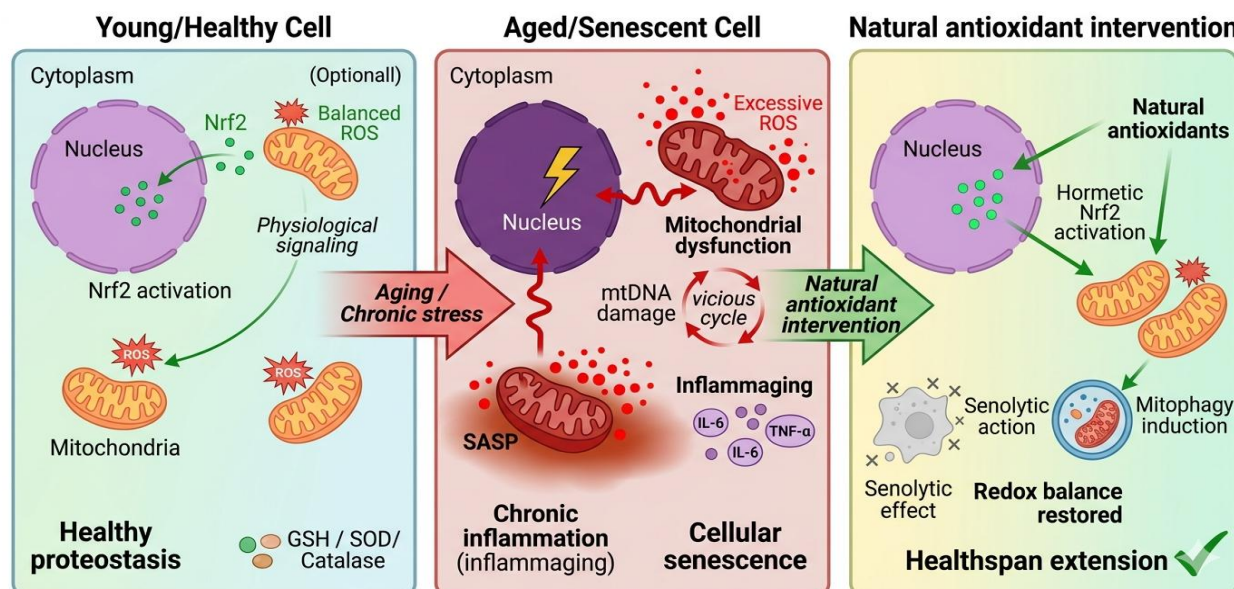 Young/Healthy Cell
Cytoplasm
(Optionall)
Nrf2
Balanced
ROS
Nucleus
Physiological
signaling
Nrf2 activation
ROS
ROS
Mitochondria
Healthy
proteostasis
GSH / SOD/
Catalase
Aging /
Chronic stress
Aged/Senescent Cell
Cytoplasm
Excessive
ROS
Nucleus
Mitochondrial
dysfunction
mtDNA
damage
vicious
cycle
Inflammaging
SASP
IL-6
TNF-α
IL-6
Chronic
inflammation
(inflammaging)
Cellular
senescence
Natural
antioxidant
intervention
Natural antioxidant intervention
Natural
antioxidants
Nucleus
Hormetic
Nrf2
activation
Senolytic
action
Mitophagy
induction
Senolytic
effect
Redox balance
restored
Healthspan extension